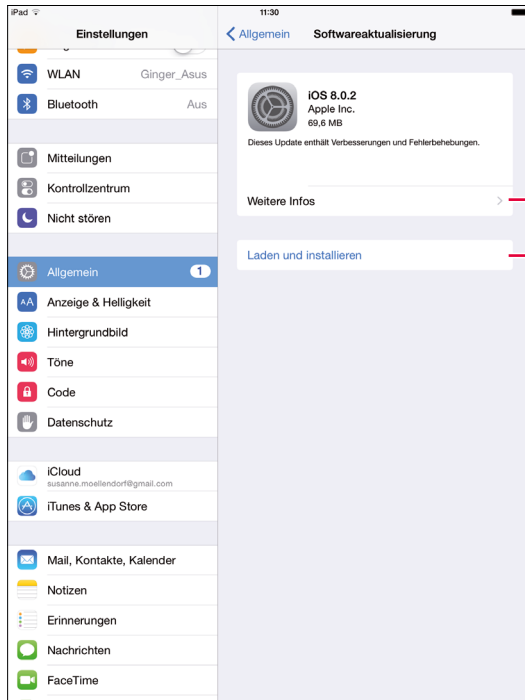 iPad
11:30
Einstellungen
Allgemein
Softwareaktualisierung
WLAN
Ginger_Asus
Bluetooth
Aus
Mitteilungen
Kontrollzentrum
Nicht stören
Allgemein
1
AA
Anzeige & Helligkeit
Hintergrundbild
Töne
Code
Datenschutz
iCloud
susanne.moellendorf@gmail.com
iTunes & App Store
Mail, Kontakte, Kalender
Notizen
Erinnerungen
Nachrichten
FaceTime
iOS 8.0.2
Apple Inc.
69,6 MB
Dieses Update enthält Verbesserungen und Fehlerbehebungen.
Weitere Infos
Laden und installieren